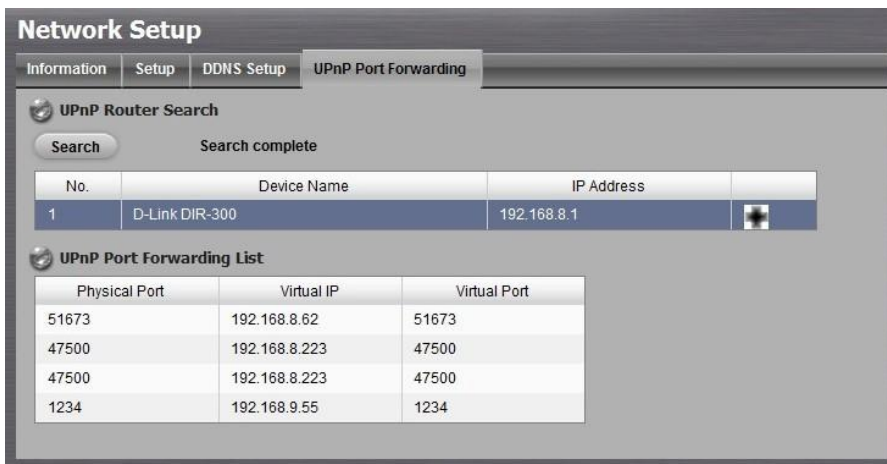 Network Setup
Information Setup DDNS Setup UPnP Port Forwarding
UPnP Router Search
Search Search complete
No. Device Name IP Address
1 D-Link DIR-300 192.168.8.1
UPnP Port Forwarding List
Physical Port Virtual IP Virtual Port
51673 192.168.8.62 51673
47500 192.168.8.223 47500
47500 192.168.8.223 47500
1234 192.168.9.55 1234